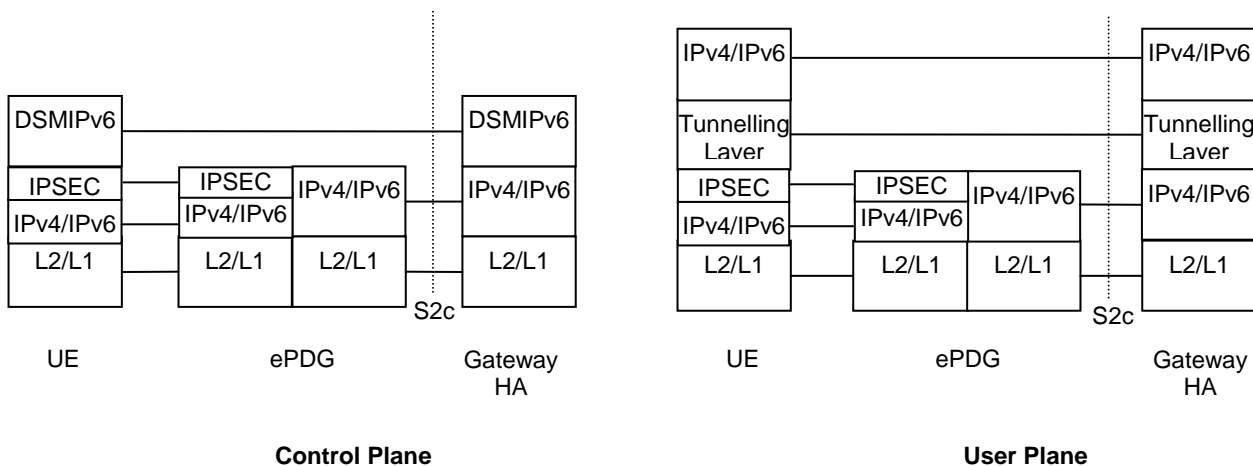 DSMIPv6
DSMIPv6
IPSEC
IPSEC
IPv4/IPv6
IPv4/IPv6
IPv4/IPv6
IPv4/IPv6
L2/L1
L2/L1
L2/L1
L2/L1
S2c
UE
ePDG
Gateway
HA
Control Plane
IPv4/IPv6
IPv4/IPv6
Tunnelling
Layer
Tunnelling
Layer
IPSEC
IPSEC
IPv4/IPv6
IPv4/IPv6
IPv4/IPv6
IPv4/IPv6
L2/L1
L2/L1
L2/L1
L2/L1
S2c
UE
ePDG
Gateway
HA
User Plane